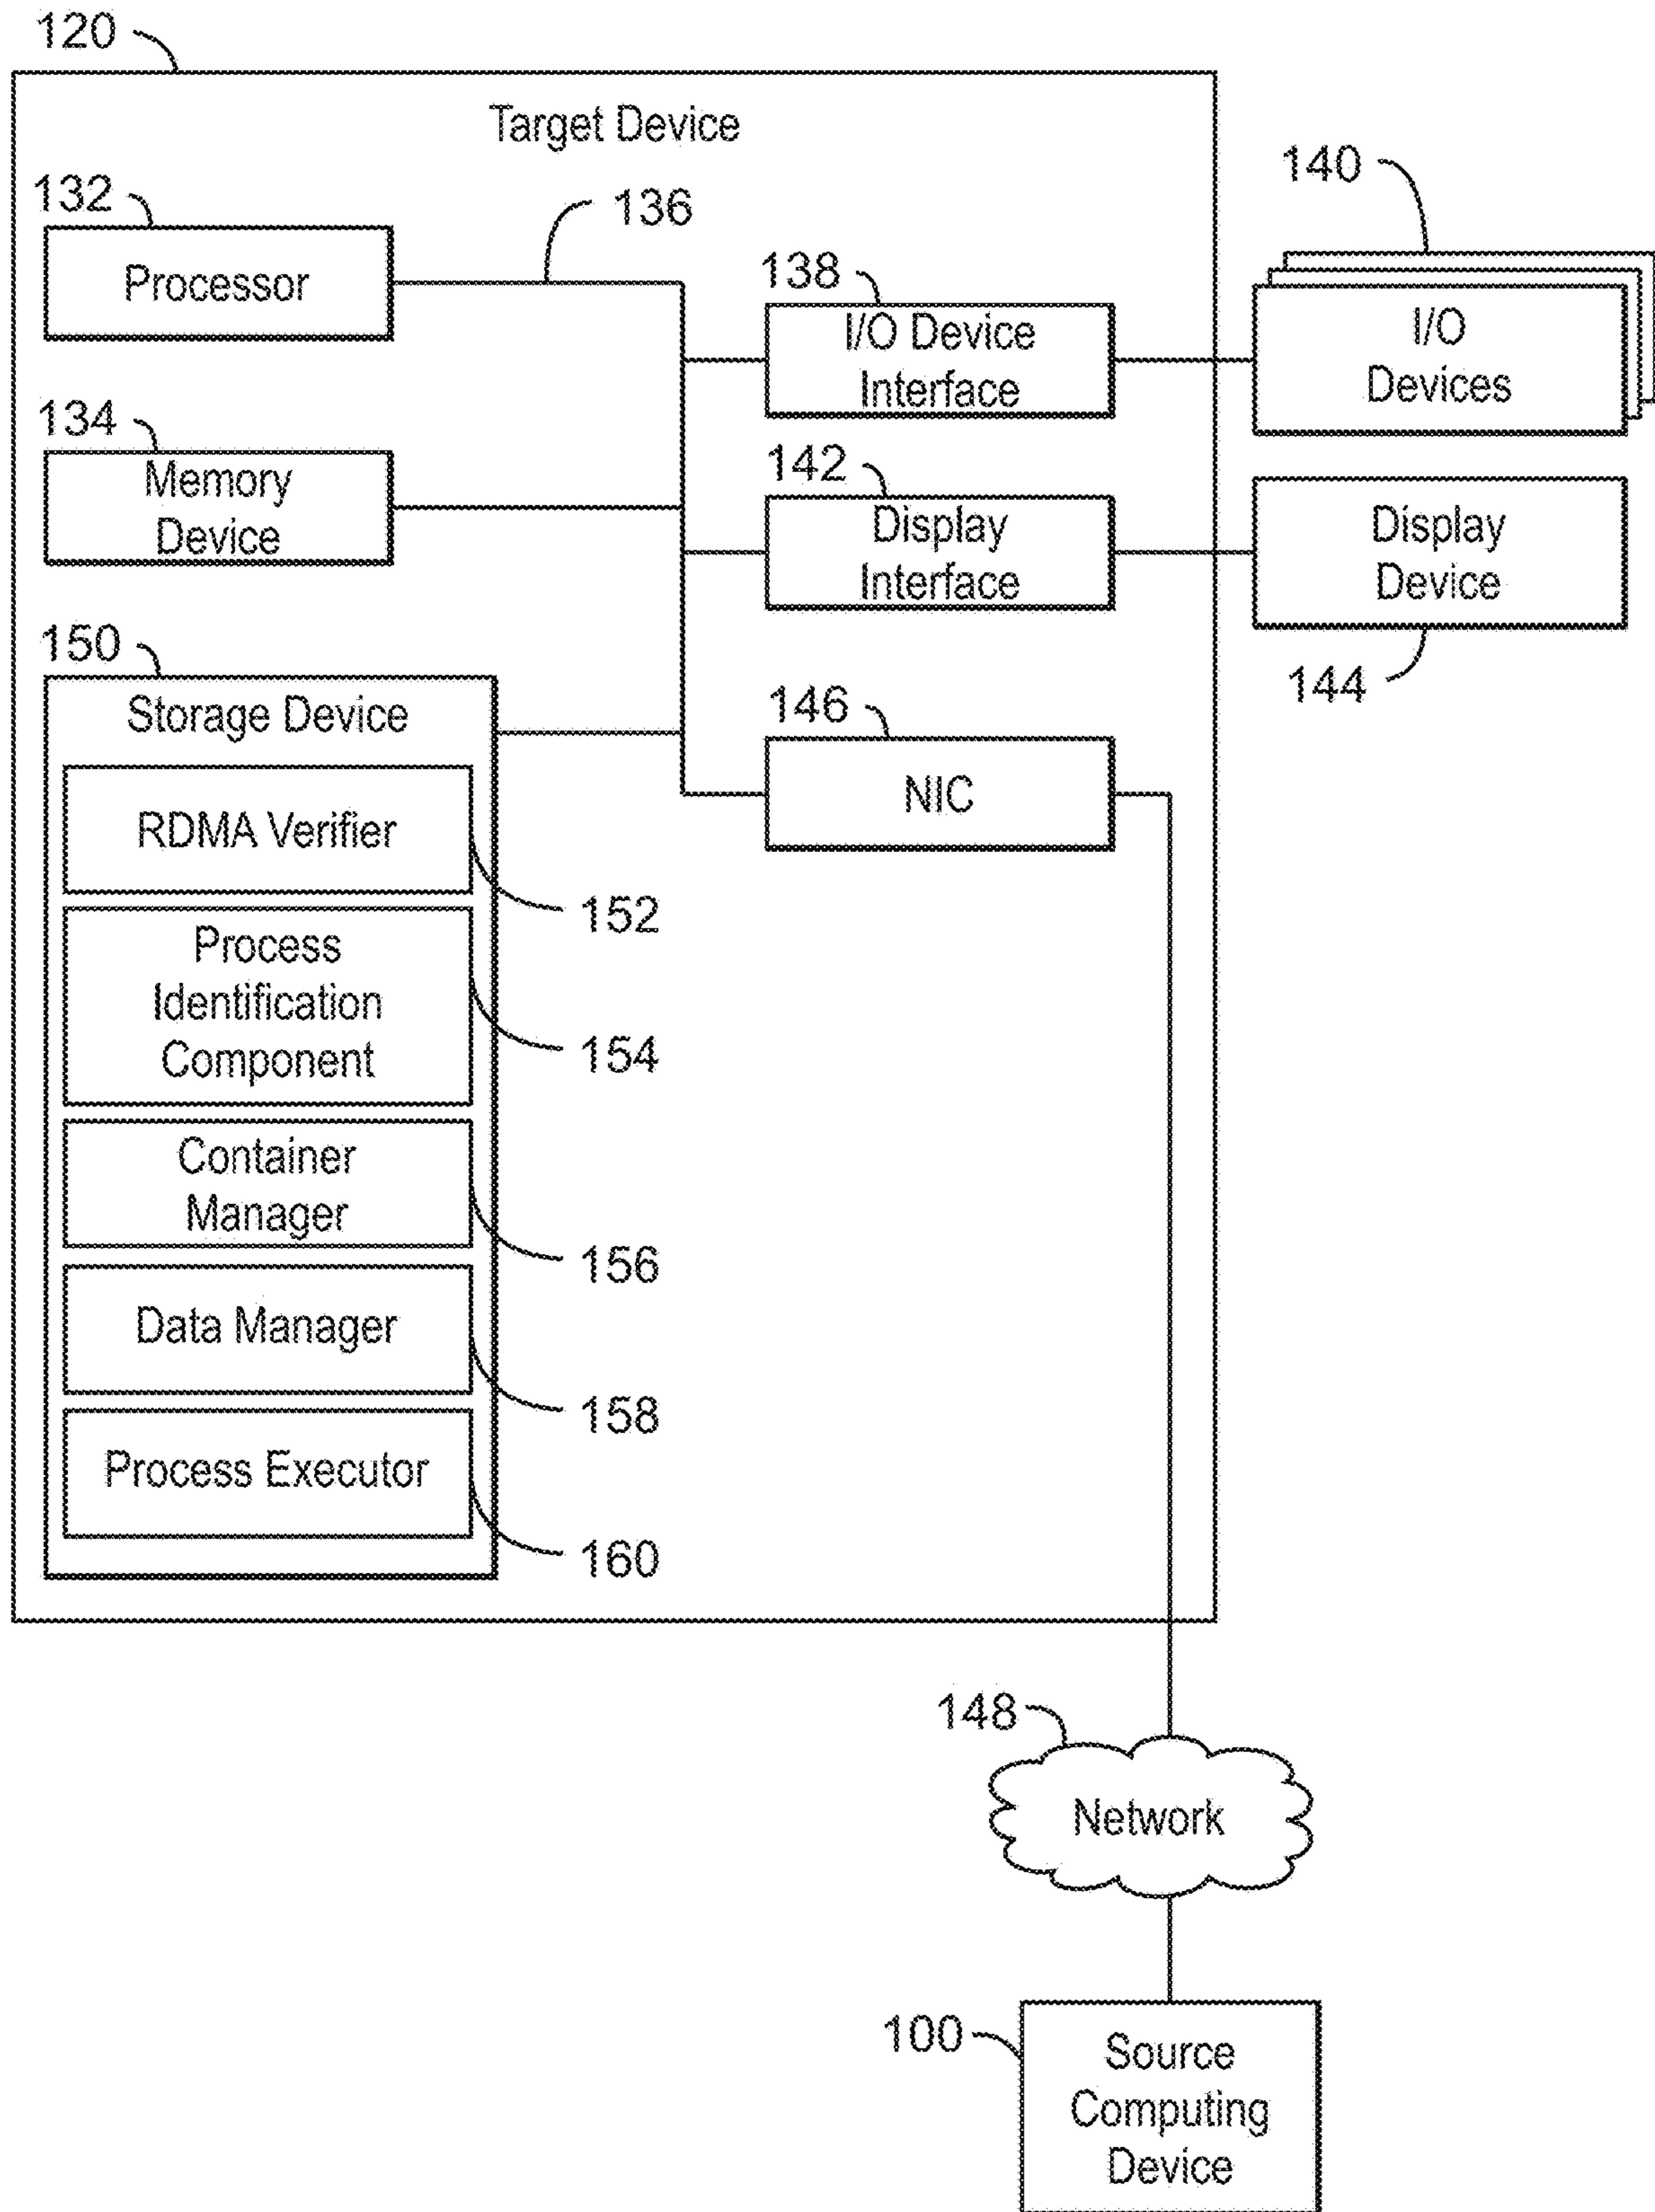 120
Target Device
132
Processor
136
138
I/O Device
Interface
140
I/O
Devices
134
Memory
Device
142
Display
Interface
Display
Device
144
150
Storage Device
146
NIC
RDMA Verifier
152
Process
Identification
Component
154
Container
Manager
156
Data Manager
158
Process Executor
160
148
Network
100
Source
Computing
Device